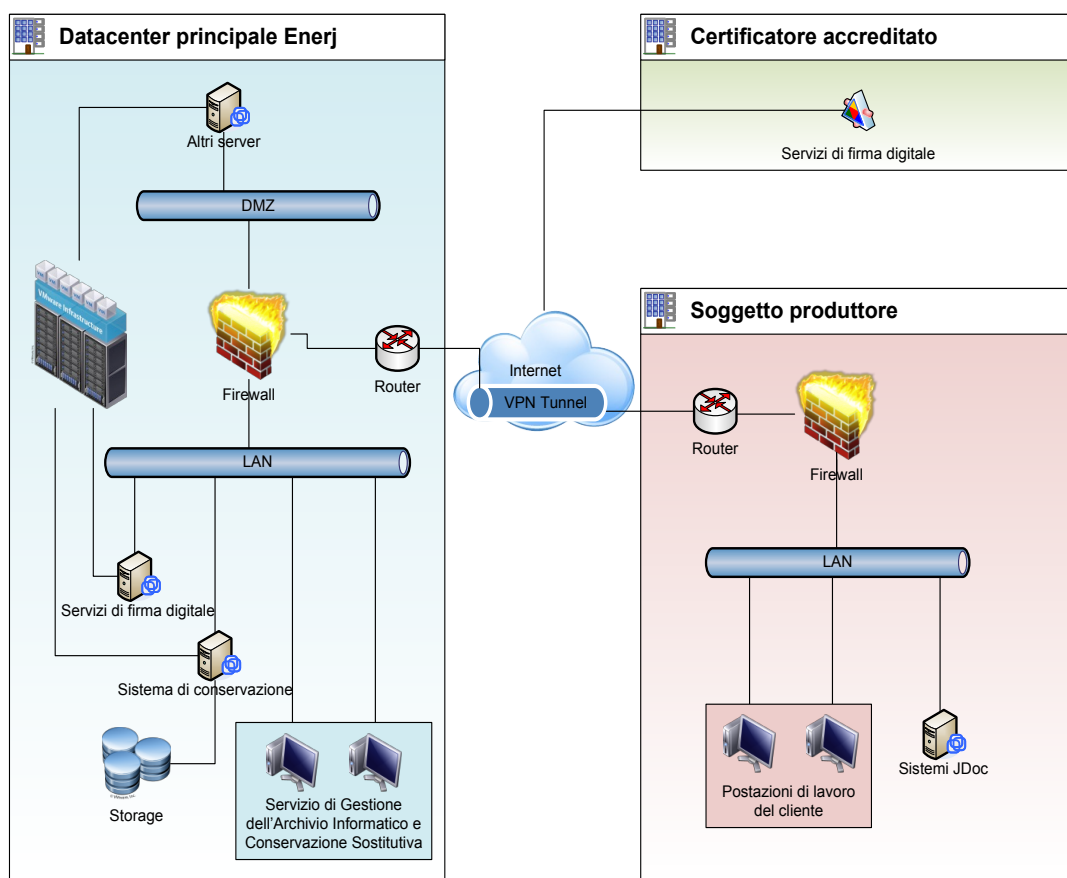 Datacenter principale Enerj
Altri server
DMZ
VMware Infrastructure
Firewall
Router
LAN
Servizi di firma digitale
Sistema di conservazione
Storage
Servizio di Gestione
dell'Archivio Informatico e
Conservazione Sostitutiva
Internet
VPN Tunnel
Certificatore accreditato
Servizi di firma digitale
Soggetto produttore
Router
Firewall
LAN
Postazioni di lavoro
del cliente
Sistemi JDoc